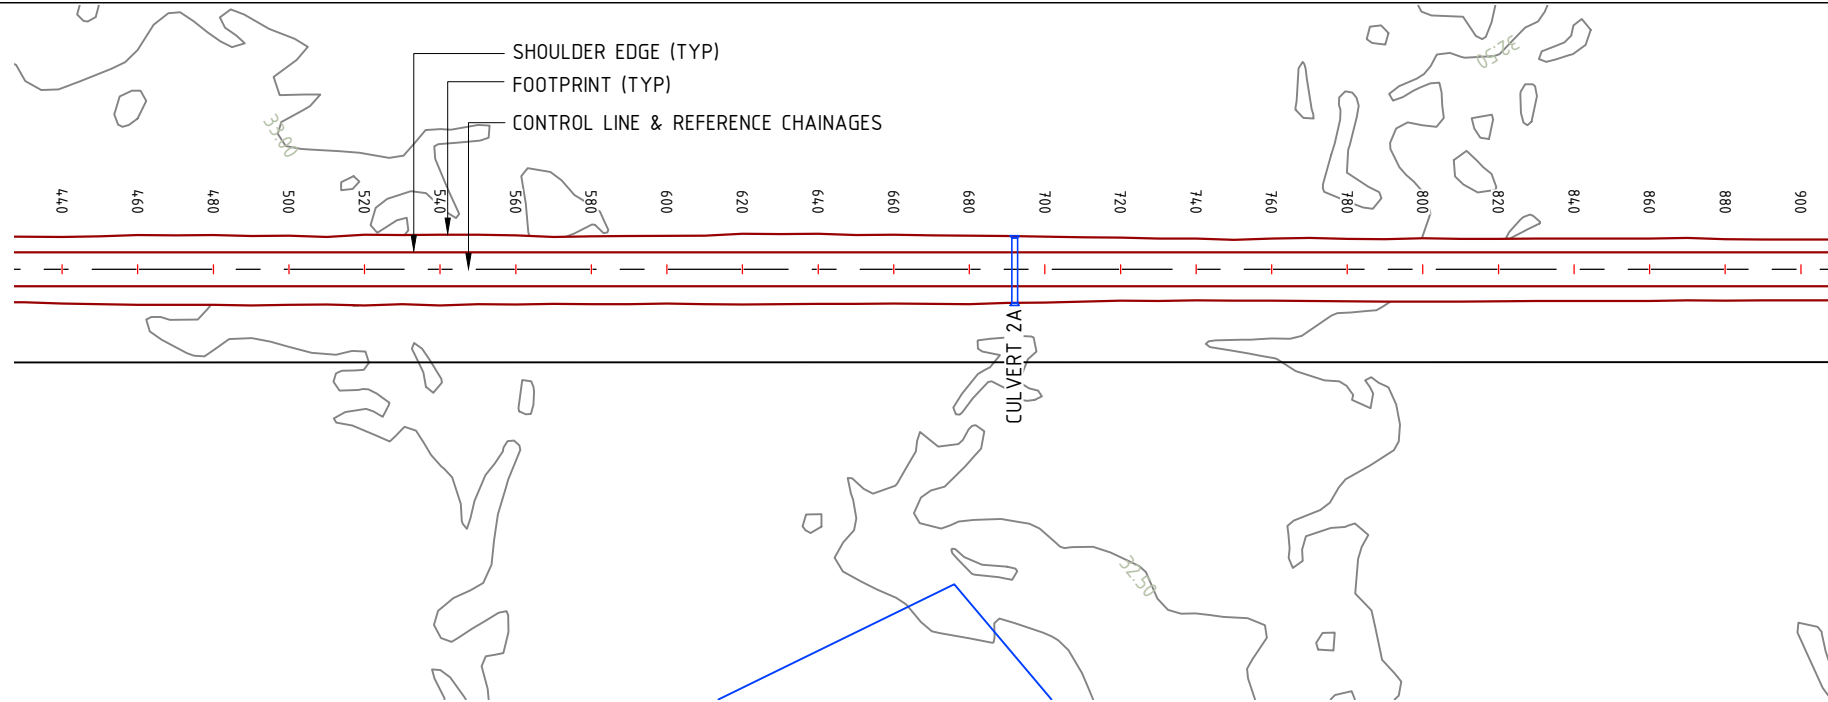 32.50
SHOULDER EDGE (TYP)
FOOTPRINT (TYP)
CONTROL LINE & REFERENCE CHAINAGES
33.00
440 460 480 500 520 540 560 580 600 620 640 660 680 700 720 740 760 780 800 820 840 860 880 900
CULVERT 2A
32.50